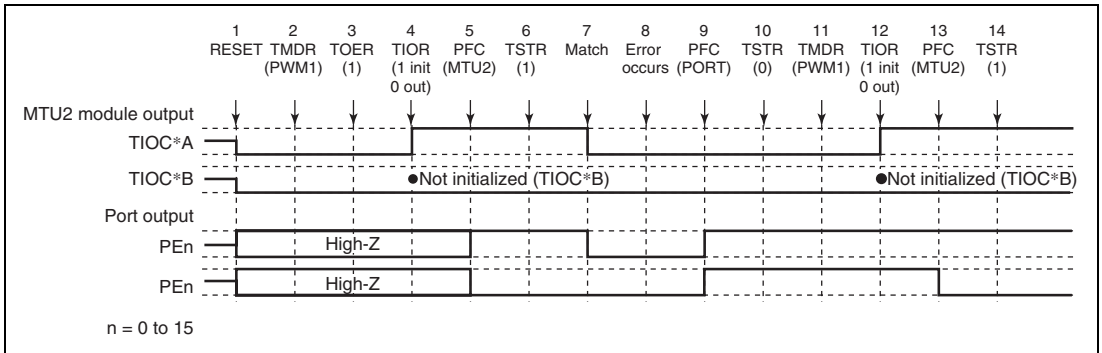 1 2 3 4 5 6 7 8 9 10 11 12 13 14
RESET TMDR TOER TIOR PFC TSTR Match Error PFC TSTR TMDR TIOR PFC TSTR
(PWM1) (1) (1 init (MTU2) (1) occurs (PORT) (0) (PWM1) (1 init (MTU2) (1)
0 out) 0 out)
MTU2 module output
TIOC*A
TIOC*B ●Not initialized (TIOC*B) ●Not initialized (TIOC*B)
Port output
PEn High-Z
PEn High-Z
n = 0 to 15